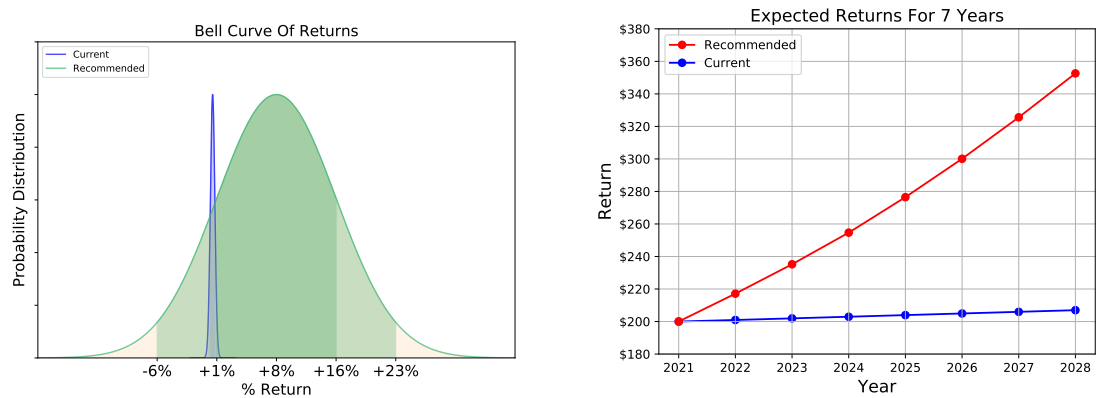 Bell Curve Of Returns
Current
Recommended
Probability Distribution
-6%
+1%
+8%
+16%
+23%
% Return
Expected Returns For 7 Years
Recommended
Current
Return
$380
$360
$340
$320
$300
$280
$260
$240
$220
$200
$180
2021
2022
2023
2024
2025
2026
2027
2028
Year